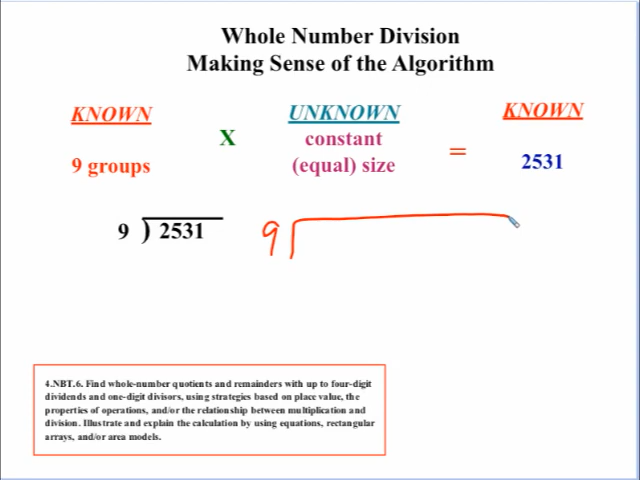 Whole Number Division
Making Sense of the Algorithm
KNOWN X UNKNOWN = KNOWN
9 groups constant (equal) size 2531
9 ) 2531 9
4.NBT.6. Find whole-number quotients and remainders with up to four-digit
dividends and one-digit divisors, using strategies based on place value, the
properties of operations, and/or the relationship between multiplication and
division. Illustrate and explain the calculation by using equations, rectangular
arrays, and/or area models.